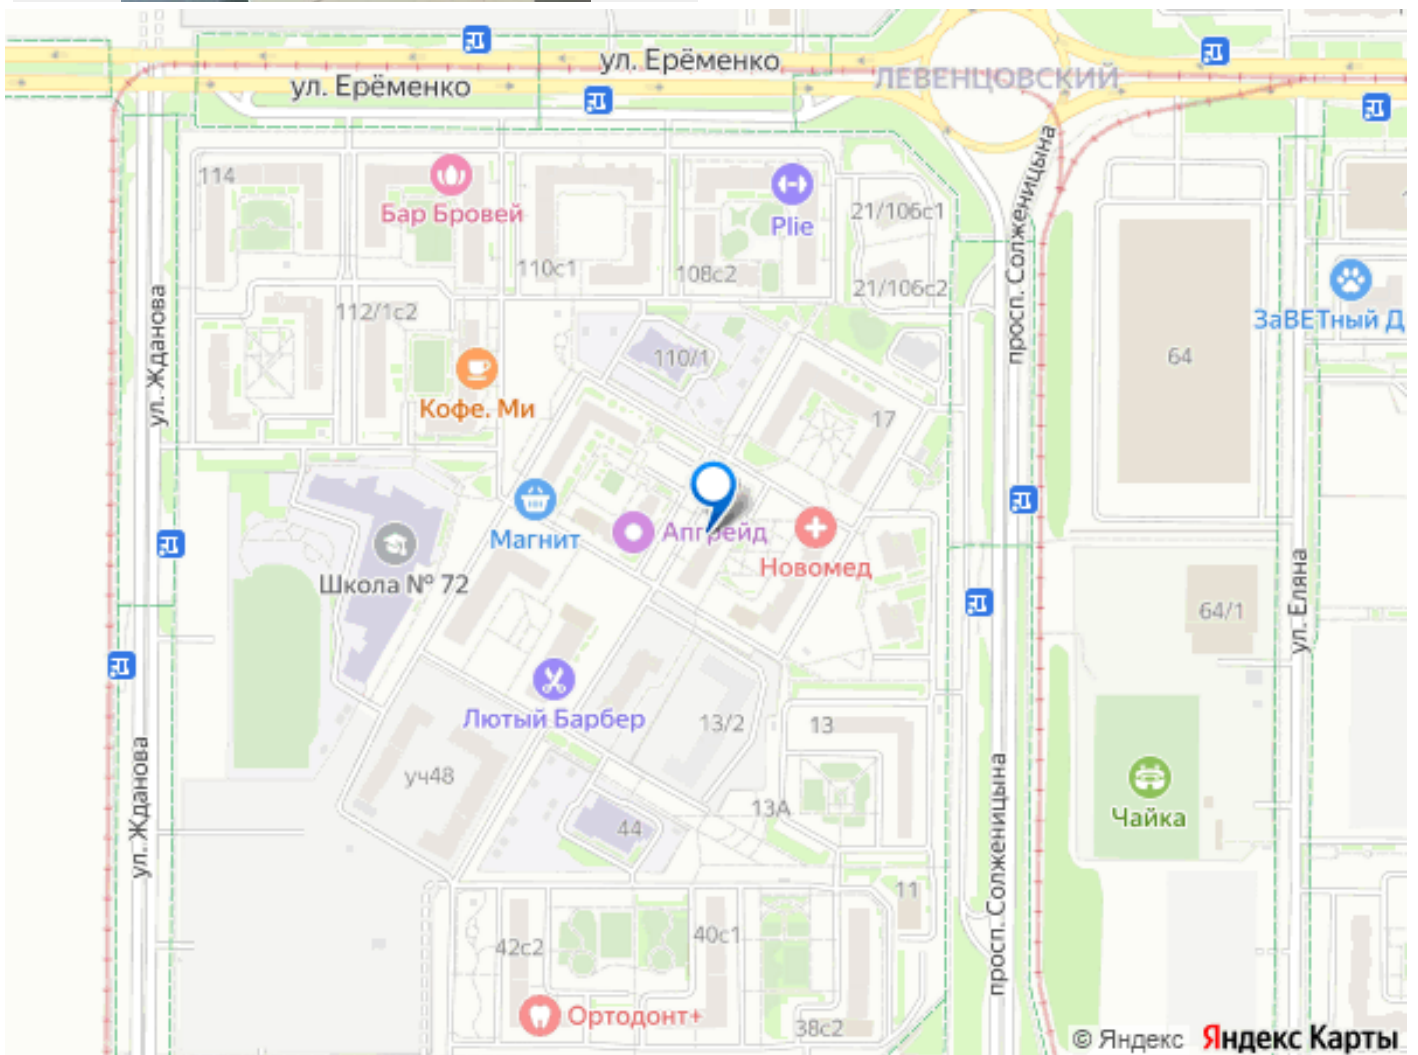 ул. Ерёменко
ул. Ерёменко
ЛЕВЕНЦОВСКИЙ
114
Бар Бровей
Plie
21/106с1
110с1
108с2
21/106с2
просп. Солженицына
ул. Жданова
112/1с2
110/1
ЗаВЕТный Д
64
Кофе. Ми
17
Магнит
Апгрейд
Новомед
Школа № 72
64/1
ул. Еляна
Лютый Барбер
13/2
13
уч48
13А
Чайка
ул. Жданова
44
просп. Солженицына
11
42с2
40с1
Ортодонт+
38с2
© Яндекс Яндекс Карты